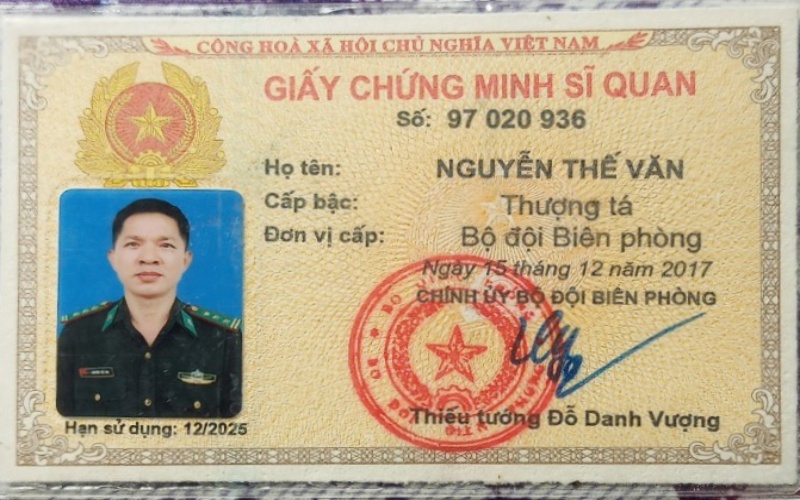 CỘNG HOÀ XÃ HỘI CHỦ NGHĨA VIỆT NAM
GIẤY CHỨNG MINH SĨ QUAN
Số: 97 020 936
Họ tên: NGUYỄN THẾ VĂN
Cấp bậc: Thượng tá
Đơn vị cấp: Bộ đội Biên phòng
Ngày 15 tháng 12 năm 2017
CHÍNH ỦY BỘ ĐỘI BIÊN PHÒNG
Thiếu tướng Đỗ Danh Vượng
Hạn sử dụng: 12/2025